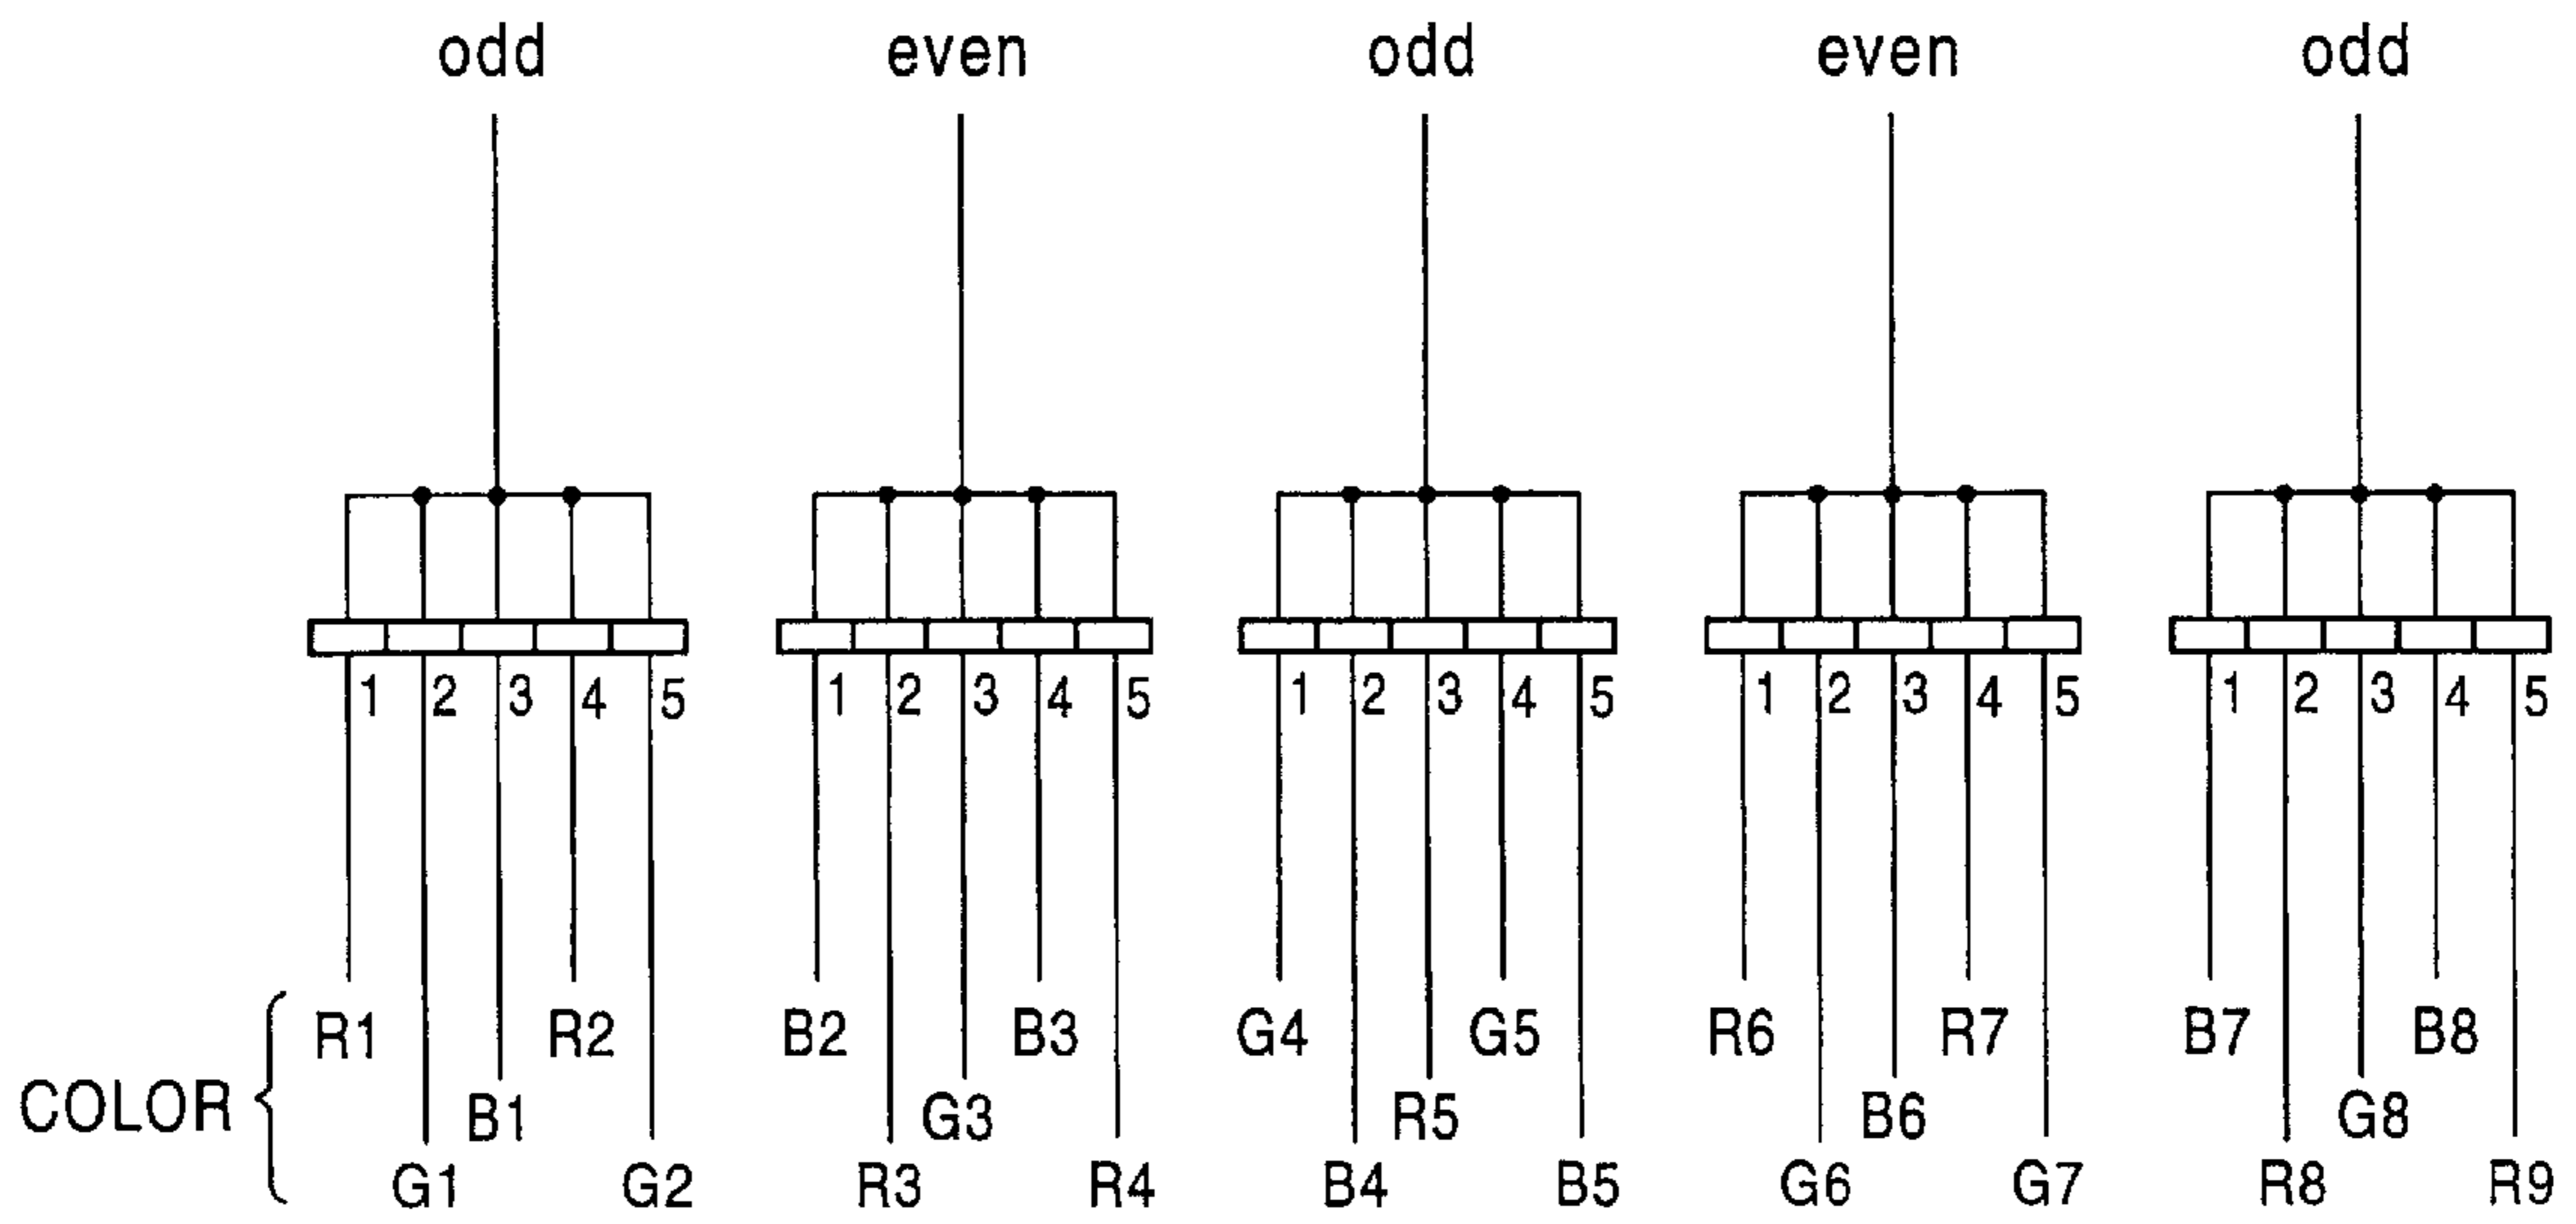 odd even odd even odd
1 2 3 4 5 1 2 3 4 5 1 2 3 4 5 1 2 3 4 5 1 2 3 4 5
R1 R2 B2 B3 G4 G5 R6 R7 B7 B8
COLOR B1 G3 R5 B6 G8
G1 G2 R3 R4 B4 B5 G6 G7 R8 R9